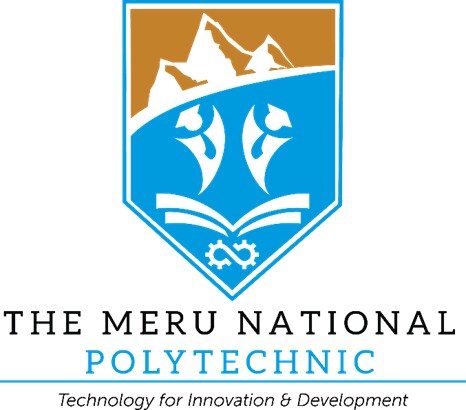 THE MERU NATIONAL
POLYTECHNIC
Technology for Innovation & Development